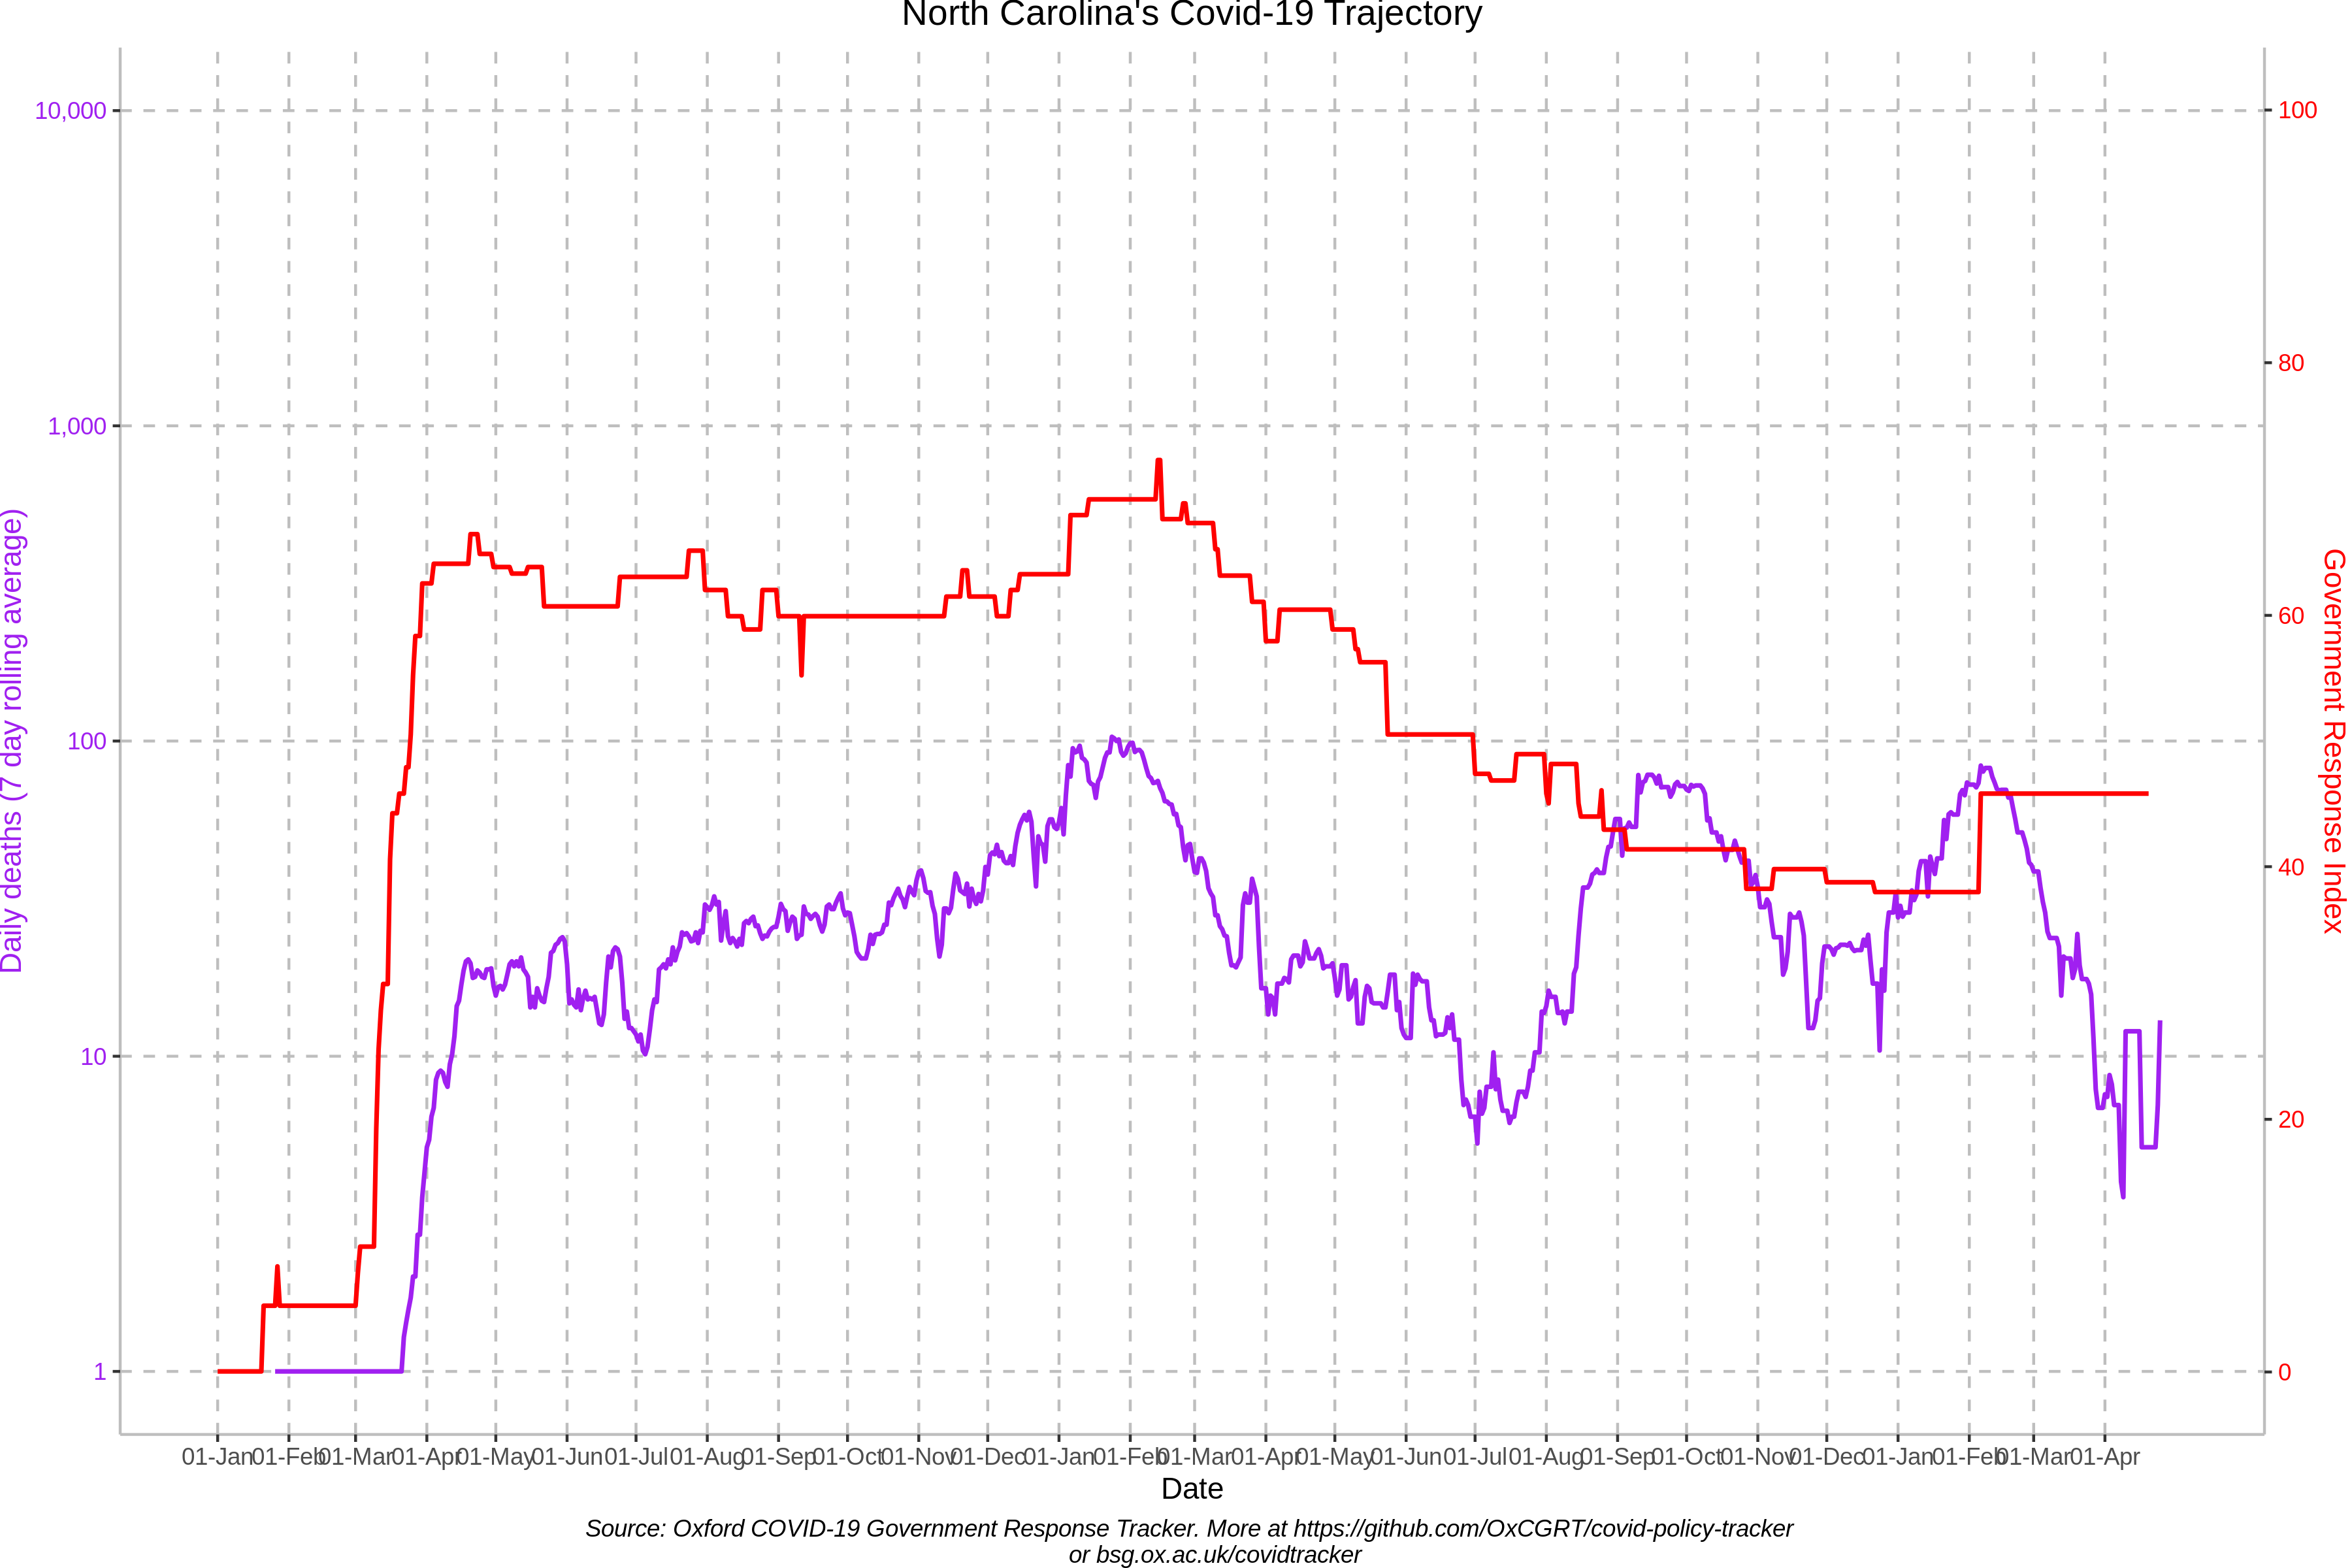 North Carolina's Covid-19 Trajectory
10,000
1,000
100
10
1
Daily deaths (7 day rolling average)
100
80
60
40
20
0
Government Response Index
01-Jan 01-Feb 01-Mar 01-Apr 01-May 01-Jun 01-Jul 01-Aug 01-Sep 01-Oct 01-Nov 01-Dec 01-Jan 01-Feb 01-Mar 01-Apr 01-May 01-Jun 01-Jul 01-Aug 01-Sep 01-Oct 01-Nov 01-Dec 01-Jan 01-Feb 01-Mar 01-Apr
Date
Source: Oxford COVID-19 Government Response Tracker. More at https://github.com/OxCGRT/covid-policy-tracker
or bsg.ox.ac.uk/covidtracker